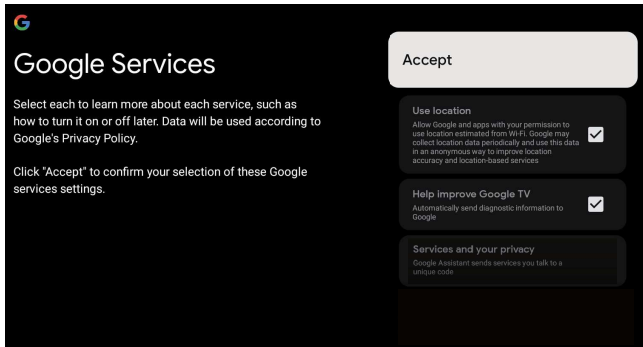 Google Services
Select each to learn more about each service, such as
how to turn it on or off later. Data will be used according to
Google's Privacy Policy.
Click "Accept" to confirm your selection of these Google
services settings.
Accept
Use location
Allow Google and apps with your permission to
use location estimated from Wi-Fi. Google may
collect location data periodically and use this data
in an anonymous way to improve location
accuracy and location-based services
Help improve Google TV
Automatically send diagnostic information to
Google
Services and your privacy
Google Assistant sends services you talk to a
unique code